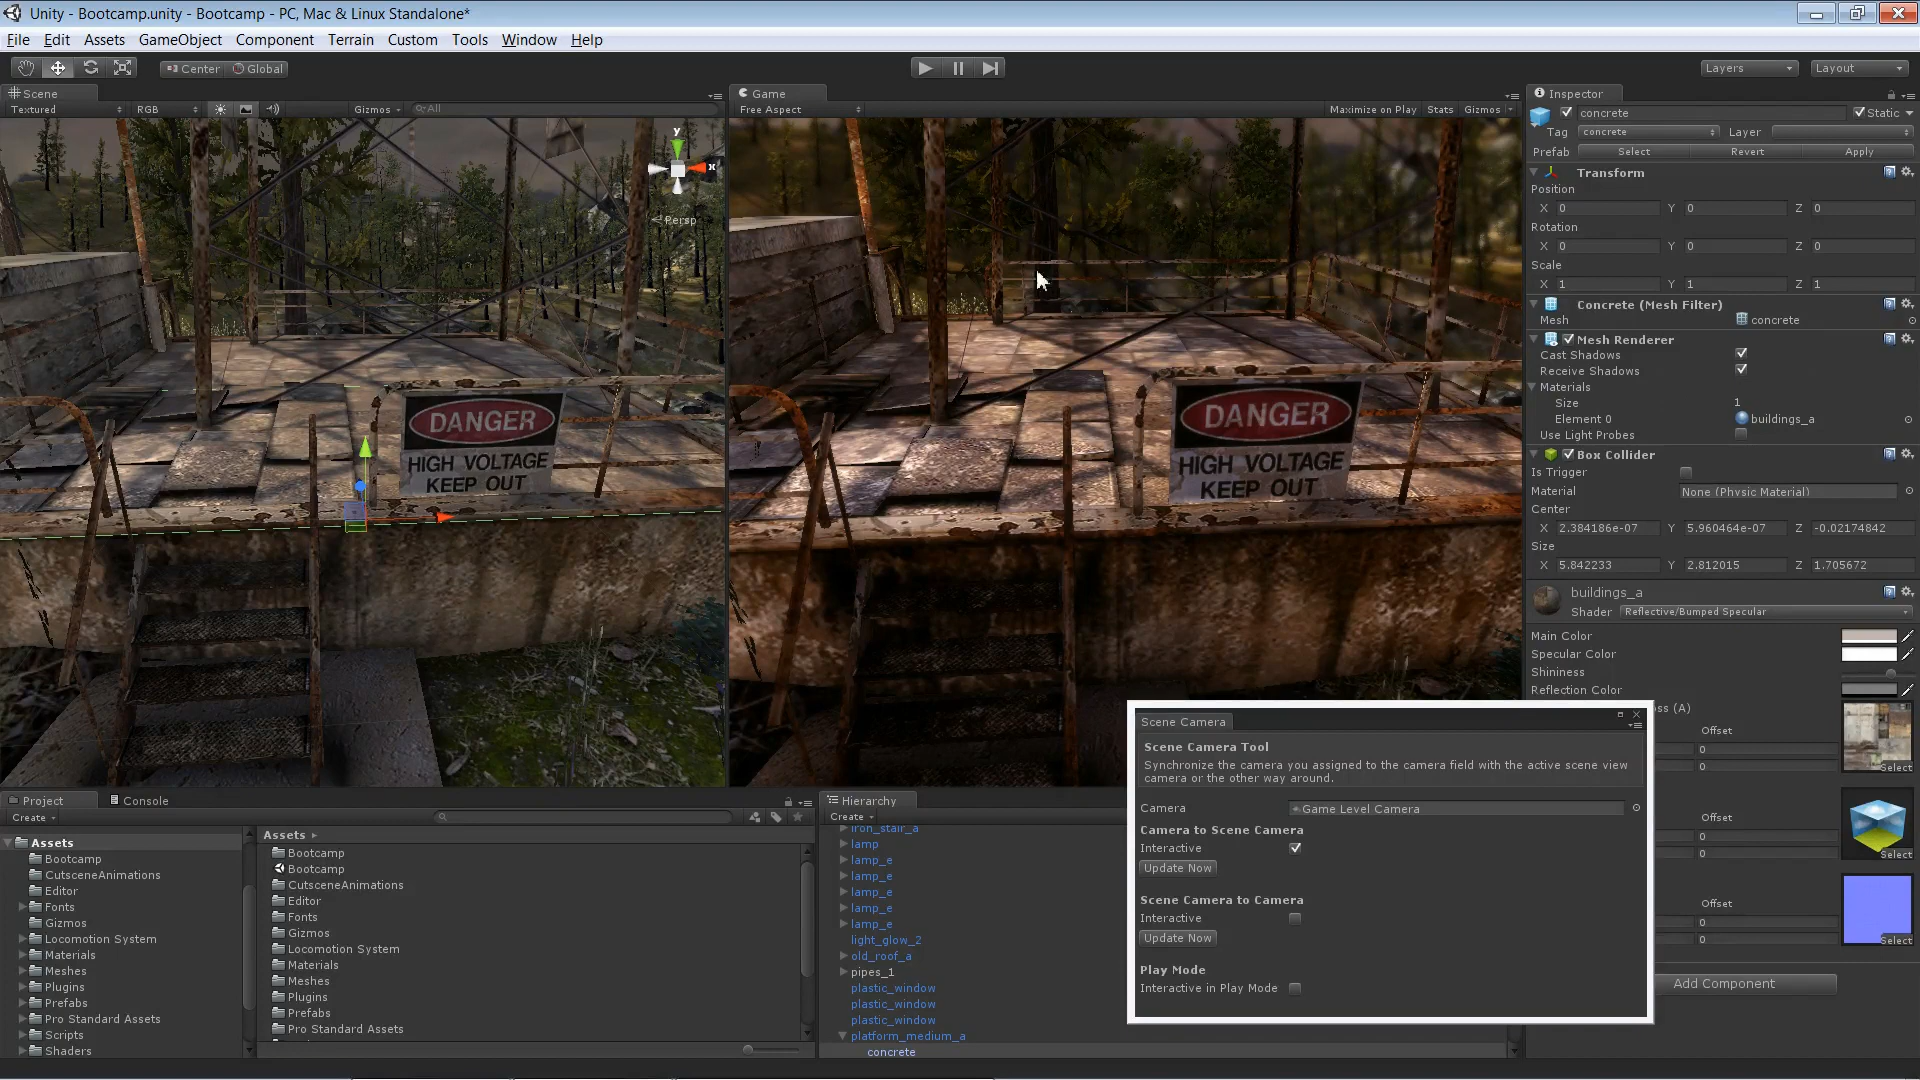 Unity - Bootcamp.unity - Bootcamp - PC, Mac & Linux Standalone*
File Edit Assets GameObject Component Terrain Custom Tools Window Help
Center Global
Layers Layout
Scene
Textured RGB Gizmos All
y
x
Persp
DANGER
HIGH VOLTAGE
KEEP OUT
Game
Free Aspect Maximize on Play Stats Gizmos
DANGER
HIGH VOLTAGE
KEEP OUT
Inspector
concrete Static
Tag concrete Layer
Prefab Select Revert Apply
Transform
Position
X 0 Y 0 Z 0
Rotation
X 0 Y 0 Z 0
Scale
X 1 Y 1 Z 1
Concrete (Mesh Filter)
Mesh concrete
Mesh Renderer
Cast Shadows
Receive Shadows
Materials
Size 1
Element 0 buildings_a
Use Light Probes
Box Collider
Is Trigger
Material None (Physic Material)
Center
X 2.384186e-07 Y 5.960464e-07 Z -0.02174842
Size
X 5.842233 Y 2.812015 Z 1.705672
buildings_a
Shader Reflective/Bumped Specular
Main Color
Specular Color
Shininess
Reflection Color
(A)
Offset
0
0
Select
Offset
0
0
Select
Offset
0
0
Select
Add Component
Scene Camera
Scene Camera Tool
Synchronize the camera you assigned to the camera field with the active scene view
camera or the other way around.
Camera Game Level Camera
Camera to Scene Camera
Interactive
Update Now
Scene Camera to Camera
Interactive
Update Now
Play Mode
Interactive in Play Mode
Project Console
Create
Assets
Bootcamp
CutsceneAnimations
Editor
Fonts
Gizmos
Locomotion System
Materials
Meshes
Plugins
Prefabs
Pro Standard Assets
Scripts
Shaders
Assets
Bootcamp
Bootcamp
CutsceneAnimations
Editor
Fonts
Gizmos
Locomotion System
Materials
Meshes
Plugins
Prefabs
Pro Standard Assets
Hierarchy
Create
iron_stair_a
lamp
lamp_e
lamp_e
lamp_e
lamp_e
lamp_e
light_glow_2
old_roof_a
pipes_1
plastic_window
plastic_window
plastic_window
platform_medium_a
concrete